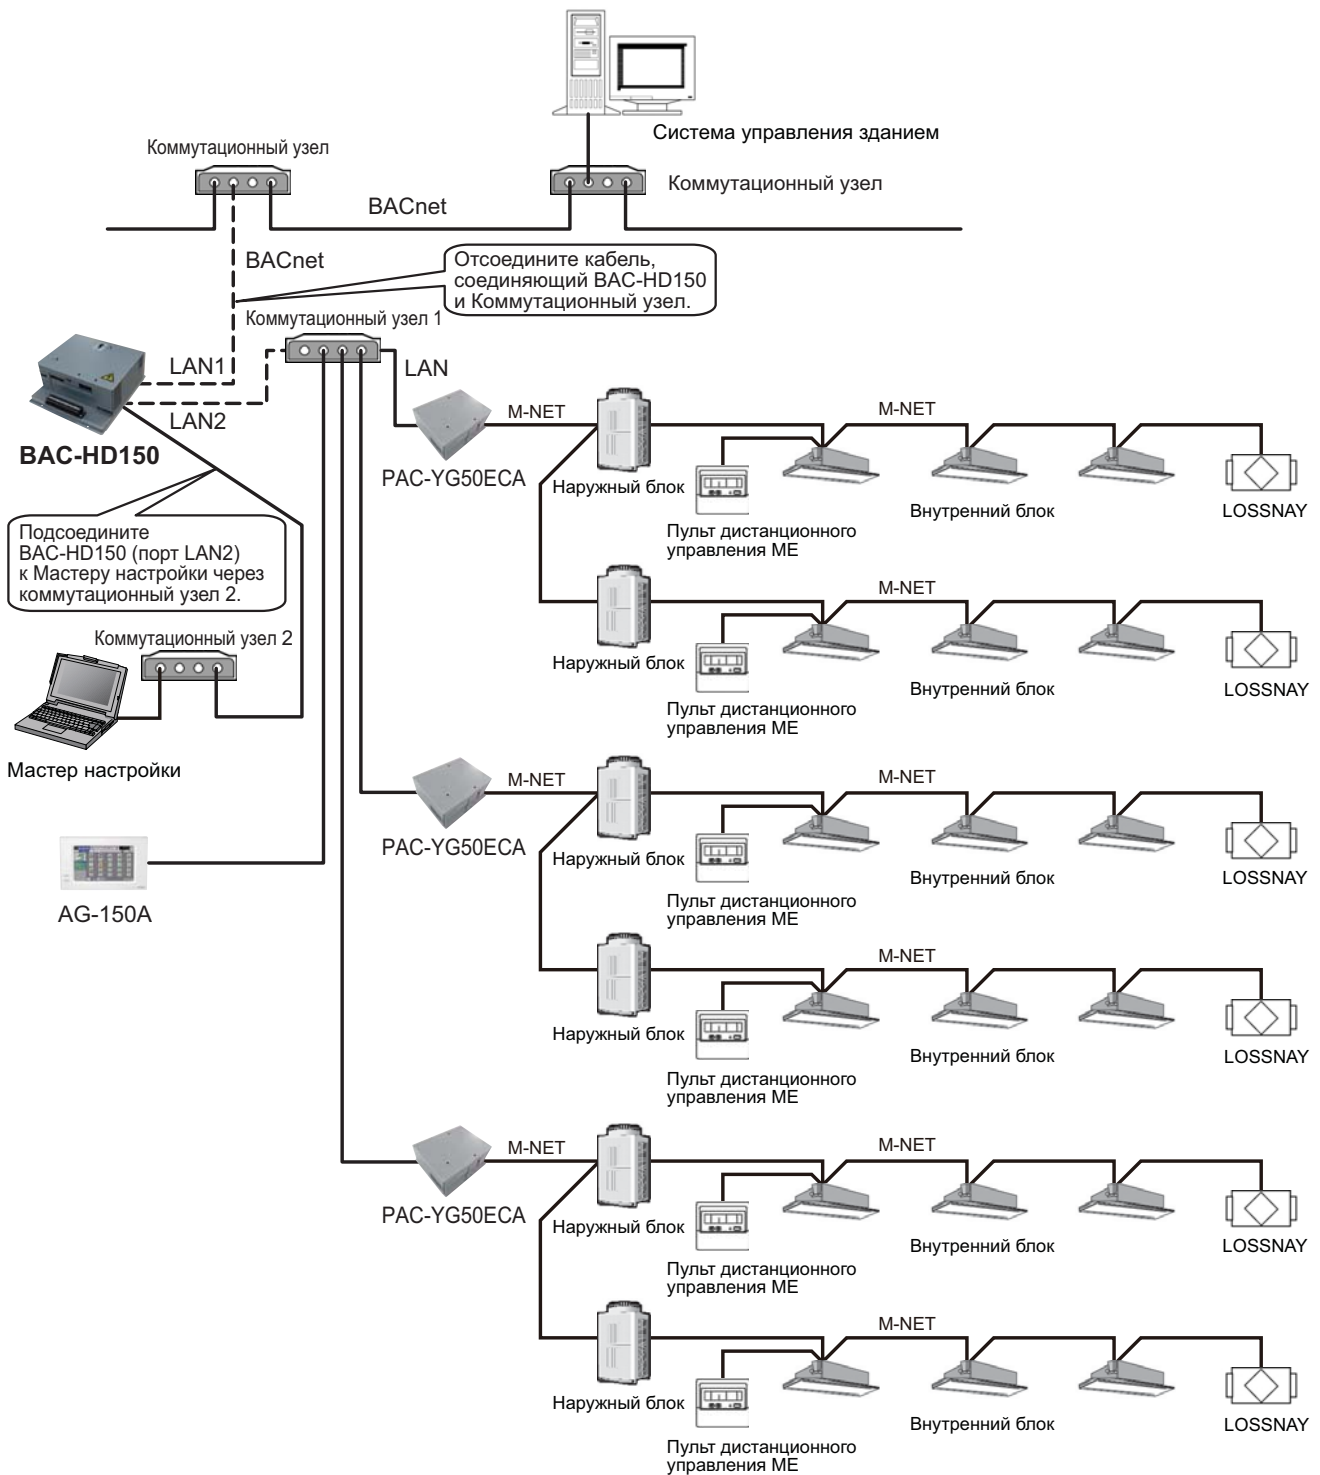 Система управления зданием
Коммутационный узел
Коммутационный узел
BACnet
BACnet
Отсоедините кабель,
соединяющий BAC-HD150
и Коммутационный узел.
Коммутационный узел 1
LAN1
LAN2
LAN
BAC-HD150
Подсоедините
BAC-HD150 (порт LAN2)
к Мастеру настройки через
коммутационный узел 2.
Коммутационный узел 2
Мастер настройки
AG-150A
PAC-YG50ECA
M-NET
M-NET
Наружный блок
Пульт дистанционного
управления ME
Внутренний блок
LOSSNAY
M-NET
Наружный блок
Пульт дистанционного
управления ME
Внутренний блок
LOSSNAY
PAC-YG50ECA
M-NET
M-NET
Наружный блок
Пульт дистанционного
управления ME
Внутренний блок
LOSSNAY
M-NET
Наружный блок
Пульт дистанционного
управления ME
Внутренний блок
LOSSNAY
PAC-YG50ECA
M-NET
M-NET
Наружный блок
Пульт дистанционного
управления ME
Внутренний блок
LOSSNAY
M-NET
Наружный блок
Пульт дистанционного
управления ME
Внутренний блок
LOSSNAY